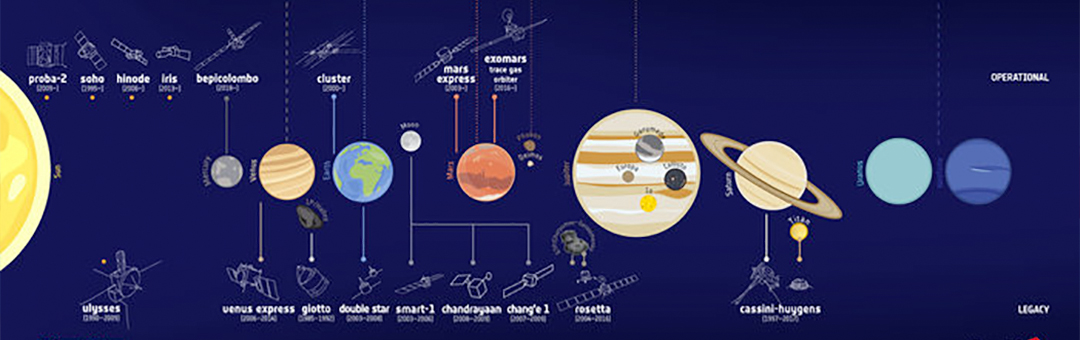 exomars
trace gas
orbiter
(2016-)
mars
express
(2003-)
proba-2
(2009-)
soho
(1995-)
hinode
(2006-)
iris
(2013-)
bepicolombo
(2018-)
cluster
(2000-)
OPERATIONAL
Moon
Phobos
Deimos
Sun
Mercury
Venus
Earth
Mars
Jupiter
Ganymede
Europa
Callisto
Io
Saturn
Titan
Uranus
ulysses
(1990-2009)
venus express
(2005-2014)
giotto
(1985-1992)
double star
(2003-2008)
smart-1
(2003-2006)
chandrayaan
(2008-2009)
chang'e 1
(2007-2009)
rosetta
(2004-2016)
cassini-huygens
(1997-2017)
LEGACY